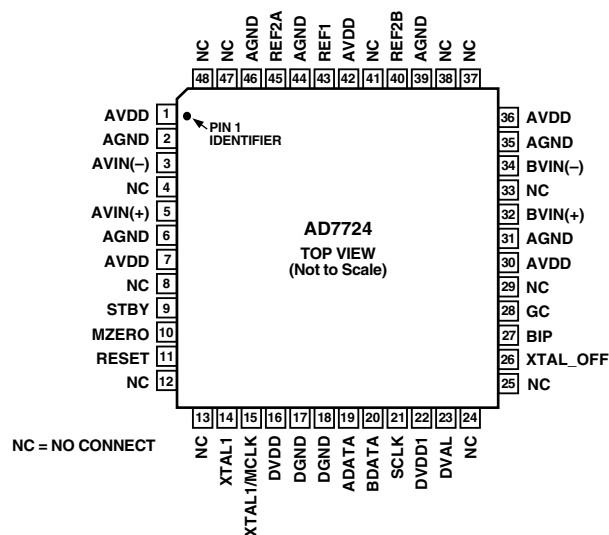 NC
NC
AGND
REF2A
AGND
REF1
AVDD
NC
REF2B
AGND
NC
NC
48 47 46 45 44 43 42 41 40 39 38 37
AVDD 1
AGND 2
AVIN(–) 3
NC 4
AVIN(+) 5
AGND 6
AVDD 7
NC 8
STBY 9
MZERO 10
RESET 11
NC 12
PIN 1
IDENTIFIER
AD7724
TOP VIEW
(Not to Scale)
36 AVDD
35 AGND
34 BVIN(–)
33 NC
32 BVIN(+)
31 AGND
30 AVDD
29 NC
28 GC
27 BIP
26 XTAL_OFF
25 NC
13 14 15 16 17 18 19 20 21 22 23 24
NC
XTAL1
XTAL1/MCLK
DVDD
DGND
DGND
ADATA
BDATA
SCLK
DVDD1
DVAL
NC
NC = NO CONNECT